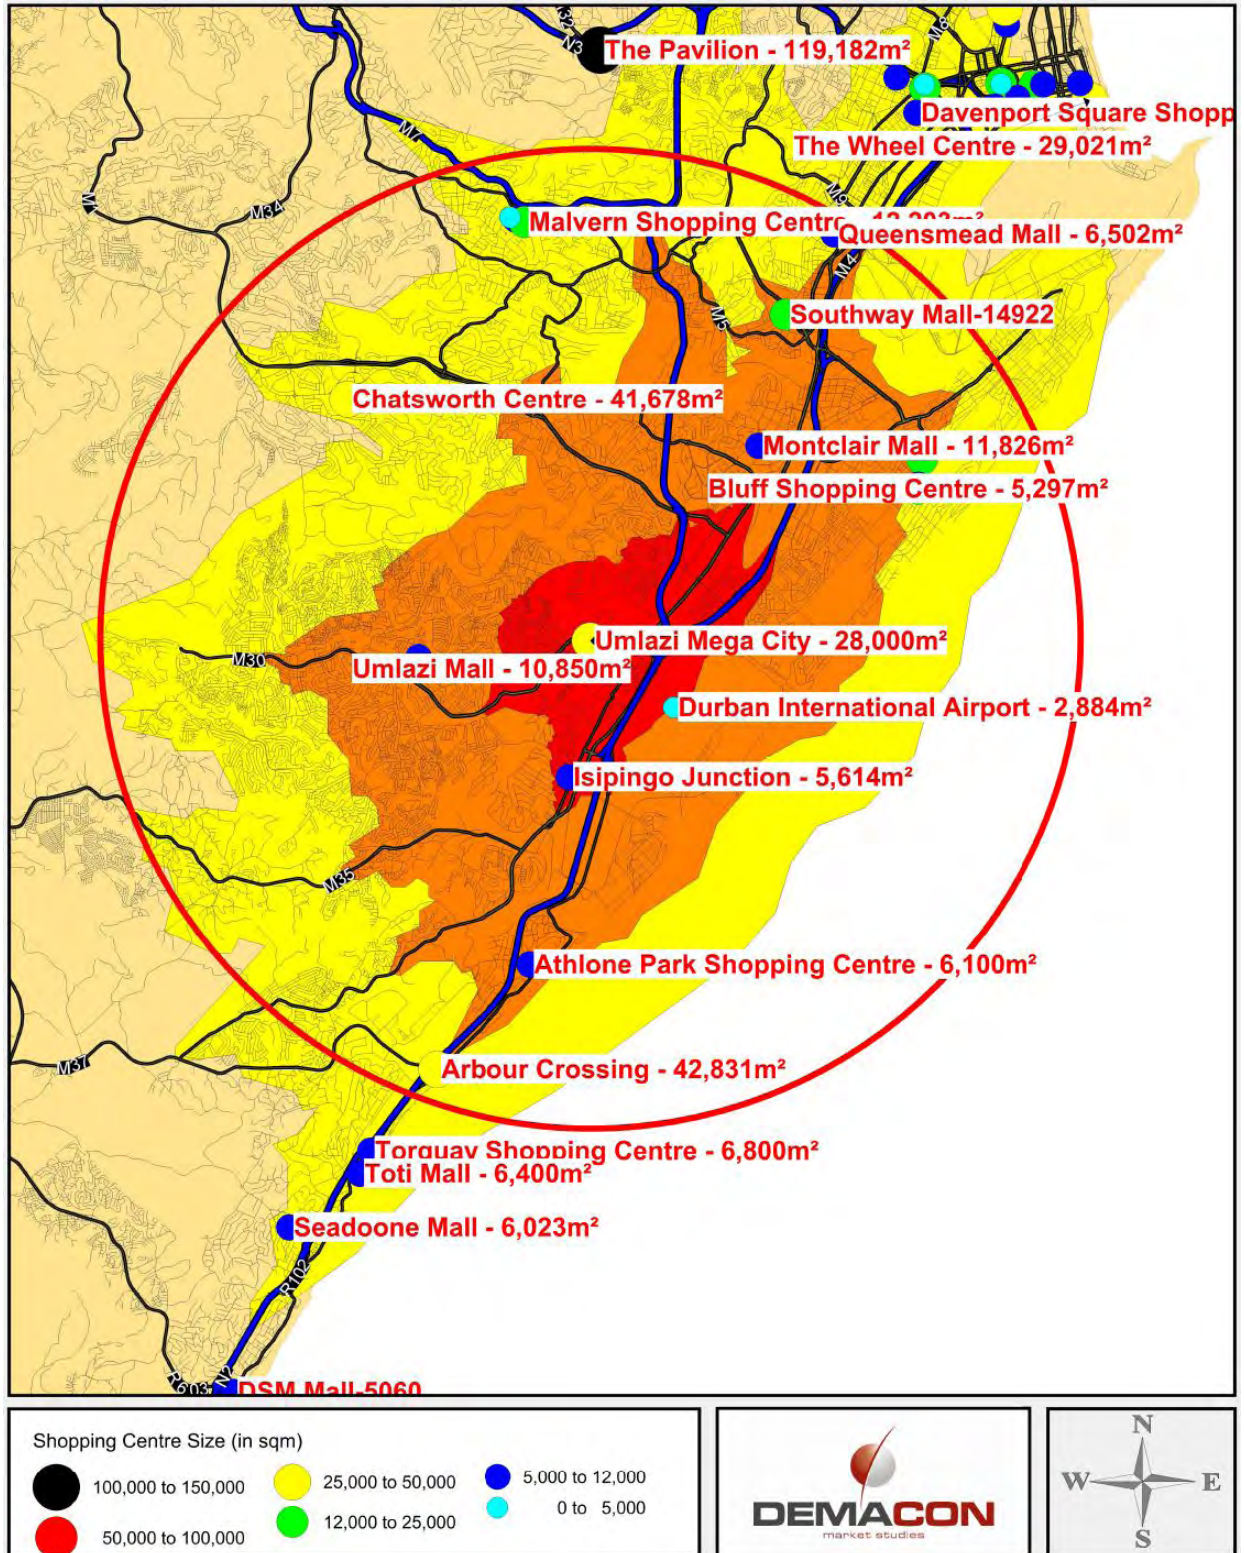 M32
N3
The Pavilion - 119,182m²
M8
Davenport Square Shopp
The Wheel Centre - 29,021m²
M7
M1
M34
M9
Malvern Shopping Centre
Queensmead Mall - 6,502m²
M4
M5
Southway Mall-14922
Chatsworth Centre - 41,678m²
Montclair Mall - 11,826m²
Bluff Shopping Centre - 5,297m²
Umlazi Mega City - 28,000m²
M30
Umlazi Mall - 10,850m²
Durban International Airport - 2,884m²
Isipingo Junction - 5,614m²
M35
Athlone Park Shopping Centre - 6,100m²
M37
Arbour Crossing - 42,831m²
Torquay Shopping Centre - 6,800m²
Toti Mall - 6,400m²
Seadoone Mall - 6,023m²
R102
R603
N2
DSM Mall-5060
Shopping Centre Size (in sqm)
100,000 to 150,000
50,000 to 100,000
25,000 to 50,000
12,000 to 25,000
5,000 to 12,000
0 to 5,000
DEMACON
market studies
N
W E
S